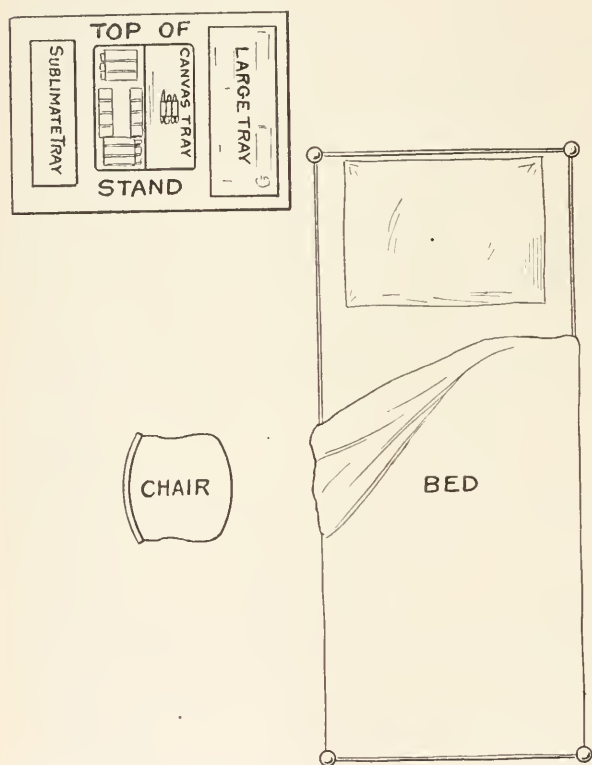 TOP OF
SUBLIMATE TRAY
CANVAS TRAY
LARGE TRAY
STAND
CHAIR
BED